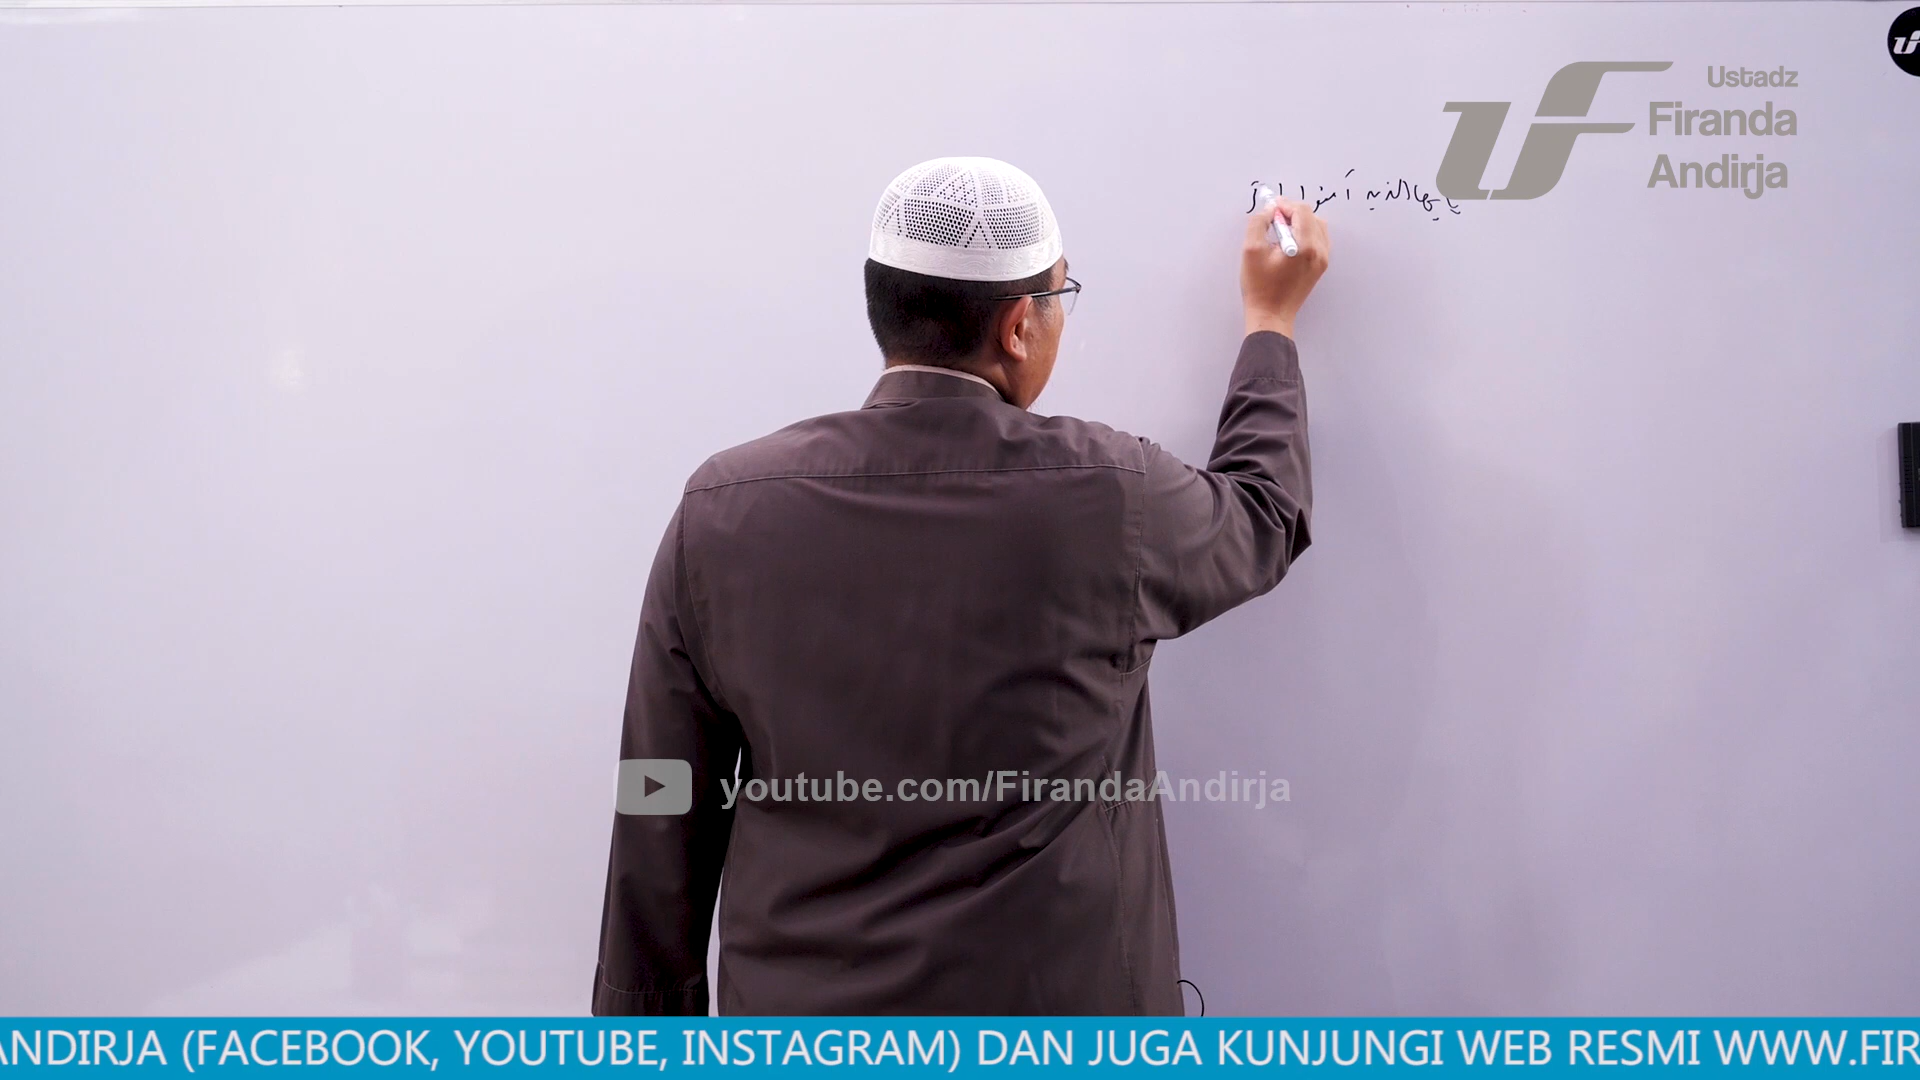 Ustadz
Firanda
Andirja
يا يها الذين آمنوا
youtube.com/FirandaAndirja
ANDIRJA (FACEBOOK, YOUTUBE, INSTAGRAM) DAN JUGA KUNJUNGI WEB RESMI WWW.FIR